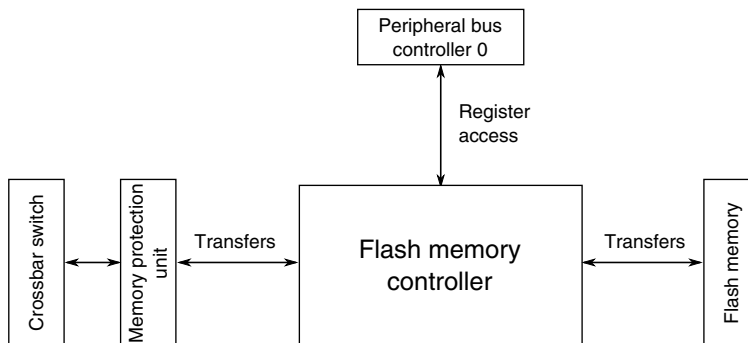 Peripheral bus
controller 0
Register
access
Crossbar switch
Memory protection
unit
Transfers
Flash memory
controller
Transfers
Flash memory